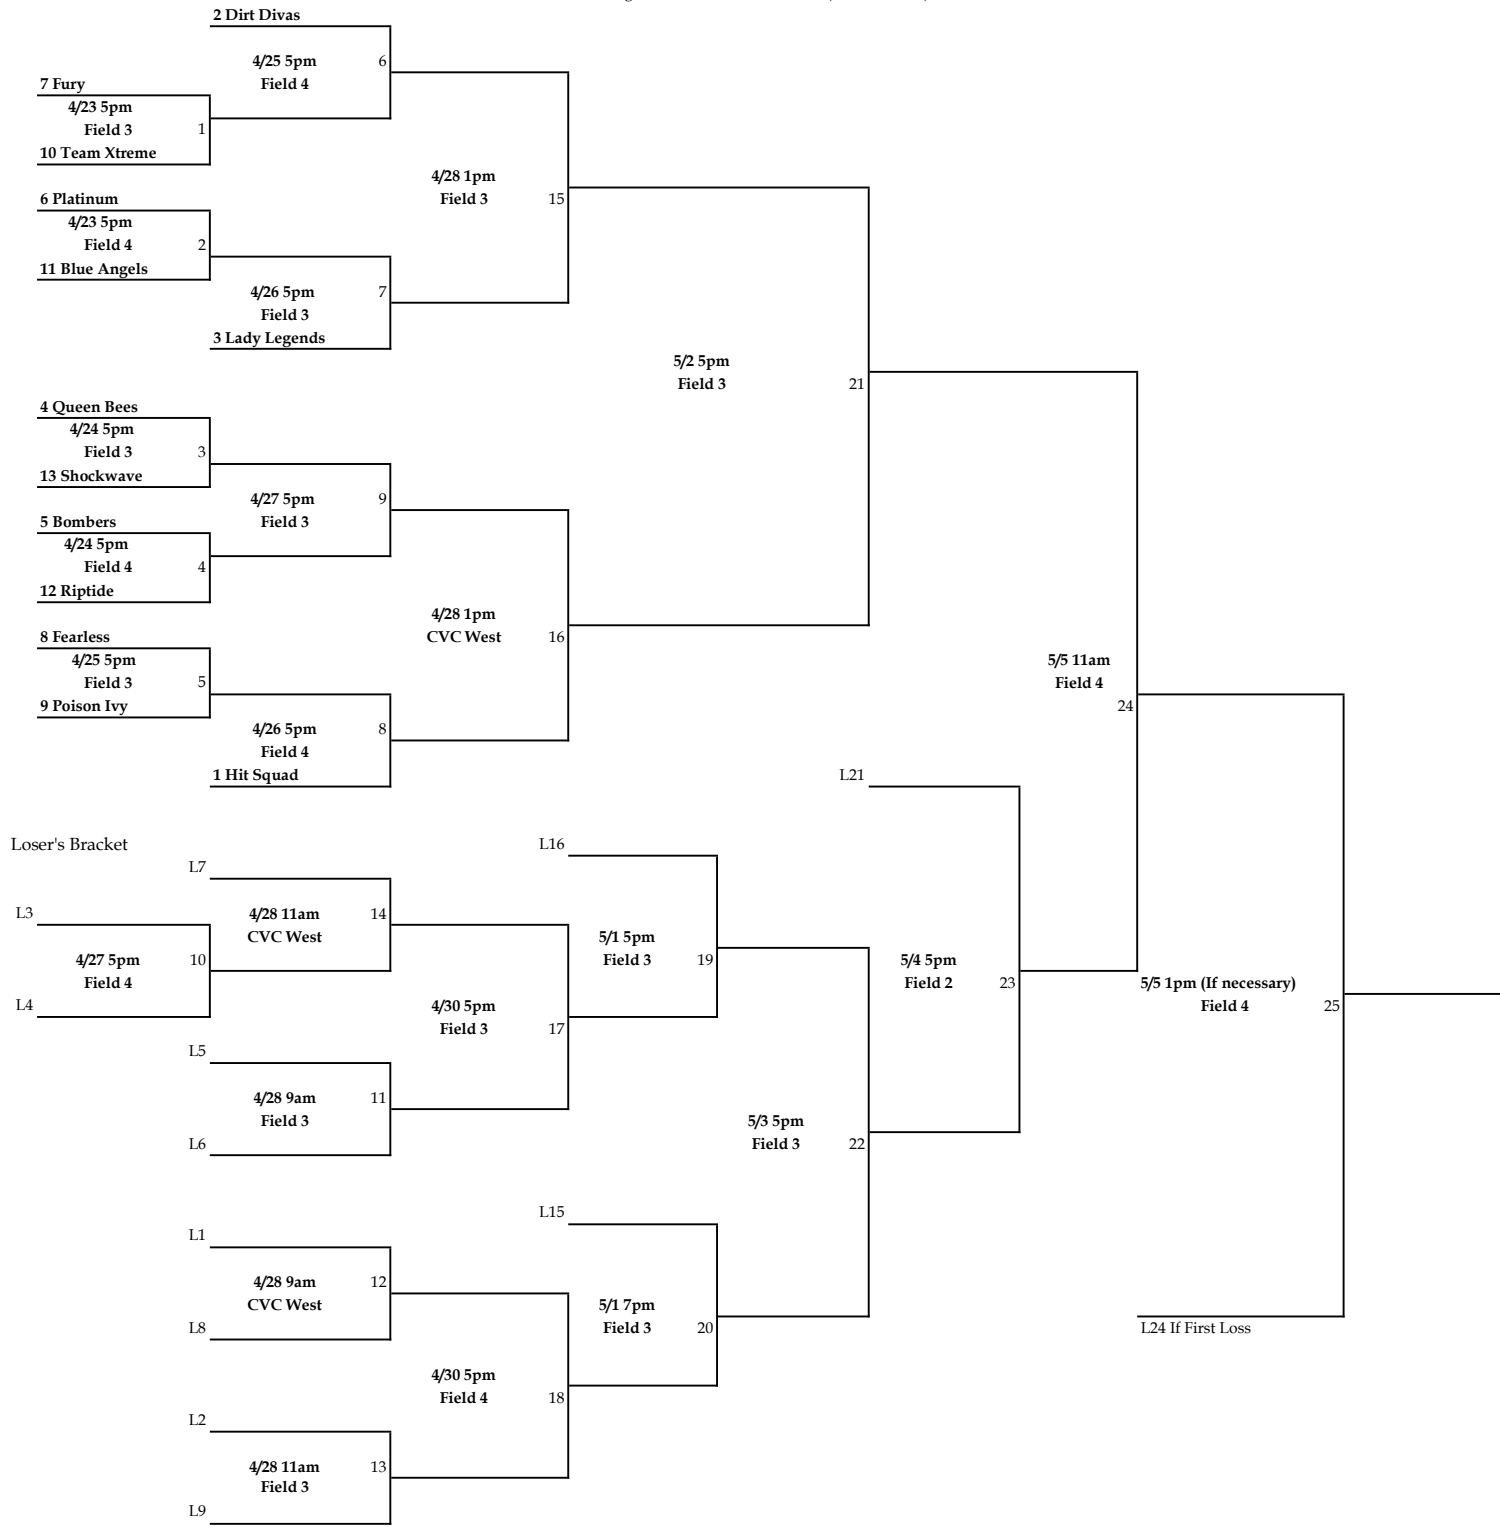 2 Dirt Divas
4/25 5pm
6
Field 4
7 Fury
4/23 5pm
Field 3
1
10 Team Xtreme
6 Platinum
4/23 5pm
Field 4
2
11 Blue Angels
4/28 1pm
Field 3
15
4/26 5pm
7
Field 3
3 Lady Legends
5/2 5pm
Field 3
21
4 Queen Bees
4/24 5pm
Field 3
3
13 Shockwave
4/27 5pm
9
Field 3
5 Bombers
4/24 5pm
Field 4
4
12 Riptide
4/28 1pm
CVC West
16
8 Fearless
4/25 5pm
Field 3
5
9 Poison Ivy
4/26 5pm
8
Field 4
1 Hit Squad
5/5 11am
Field 4
24
L21
Loser's Bracket
L16
L7
4/28 11am
14
CVC West
L3
4/27 5pm
10
Field 4
L4
5/1 5pm
Field 3
19
4/30 5pm
Field 3
17
5/4 5pm
Field 2
23
5/5 1pm (If necessary)
Field 4
25
L5
4/28 9am
11
Field 3
L6
5/3 5pm
Field 3
22
L15
L1
4/28 9am
12
CVC West
L8
5/1 7pm
Field 3
20
L24 If First Loss
4/30 5pm
Field 4
18
L2
4/28 11am
13
Field 3
L9